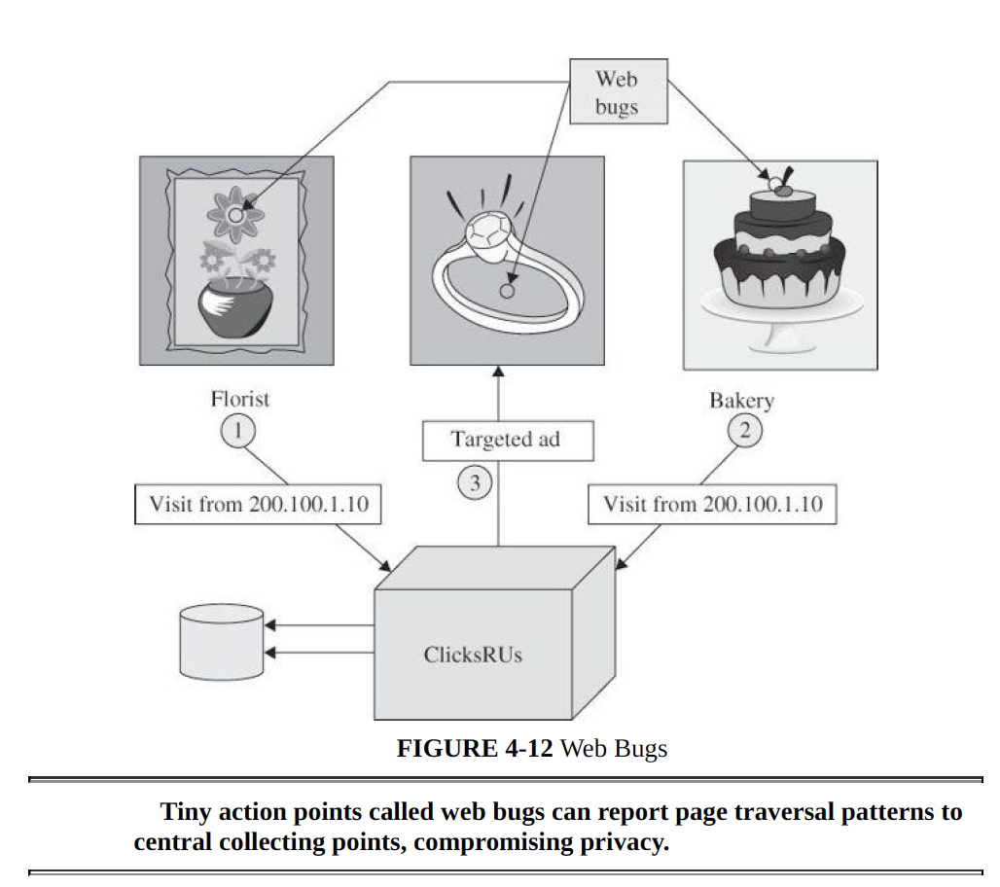 Web
bugs
Florist
Bakery
1
2
Targeted ad
3
Visit from 200.100.1.10
Visit from 200.100.1.10
ClicksRUs
FIGURE 4-12 Web Bugs
Tiny action points called web bugs can report page traversal patterns to
central collecting points, compromising privacy.